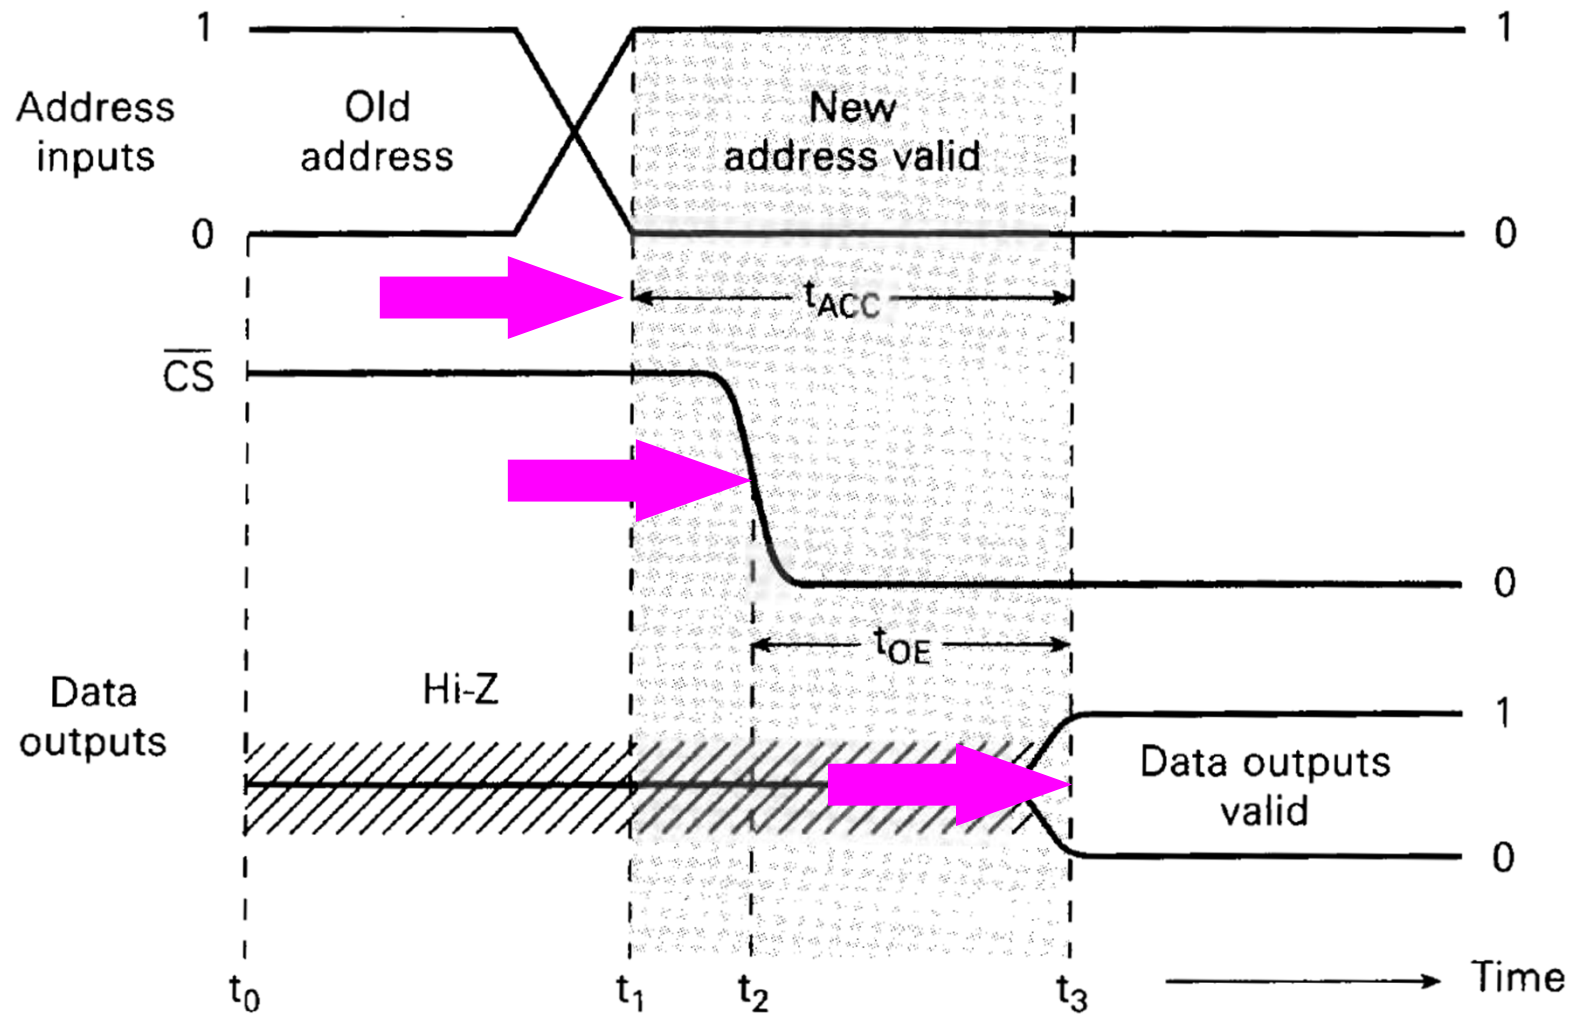 1
1
Address
inputs
Old
address
New
address valid
0
0
tACC
C̅S̅
0
tOE
Data
outputs
Hi-Z
1
Data outputs
valid
0
t0
t1
t2
t3
Time